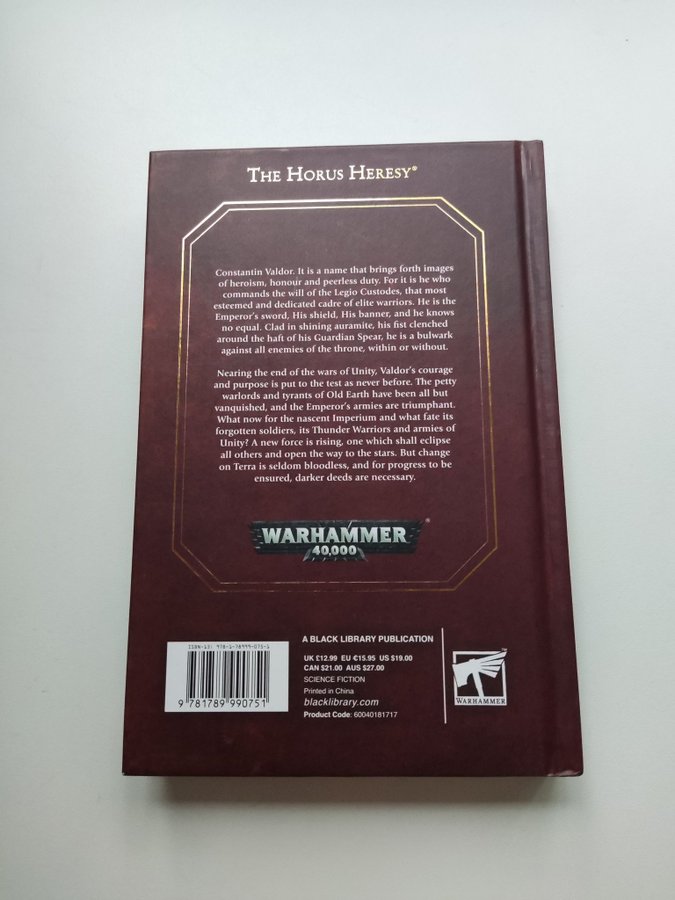 THE HORUS HERESY®
Constantin Valdor. It is a name that brings forth images
of heroism, honour and peerless duty. For it is he who
commands the will of the Legio Custodes, that most
esteemed and dedicated cadre of elite warriors. He is the
Emperor's sword, His shield, His banner, and he knows
no equal. Clad in shining auramite, his fist clenched
around the haft of his Guardian Spear, he is a bulwark
against all enemies of the throne, within or without.
Nearing the end of the wars of Unity, Valdor's courage
and purpose is put to the test as never before. The petty
warlords and tyrants of Old Earth have been all but
vanquished, and the Emperor's armies are triumphant.
What now for the nascent Imperium and what fate its
forgotten soldiers, its Thunder Warriors and armies of
Unity? A new force is rising, one which shall eclipse
all others and open the way to the stars. But change
on Terra is seldom bloodless, and for progress to be
ensured, darker deeds are necessary.
WARHAMMER®
40,000
ISBN-13: 978-1-78999-075-1
9 781789 990751
A BLACK LIBRARY PUBLICATION
UK £12.99 EU €15.95 US $19.00
CAN $21.00 AUS $27.00
SCIENCE FICTION
Printed in China
blacklibrary.com
Product Code: 60040181717
WARHAMMER™